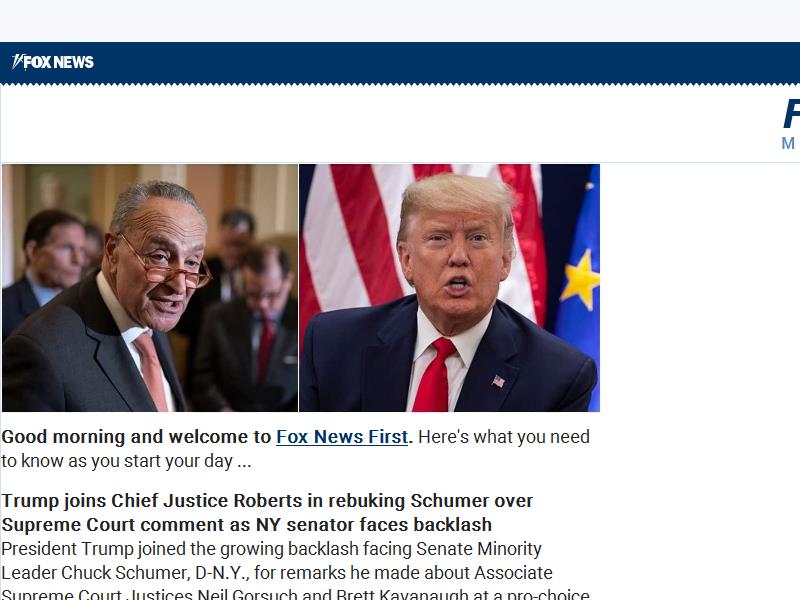 FOX NEWS
F
M
Good morning and welcome to Fox News First. Here's what you need
to know as you start your day ...
Trump joins Chief Justice Roberts in rebuking Schumer over
Supreme Court comment as NY senator faces backlash
President Trump joined the growing backlash facing Senate Minority
Leader Chuck Schumer, D-N.Y., for remarks he made about Associate
Supreme Court Justices Neil Gorsuch and Brett Kavanaugh at a pro-choice